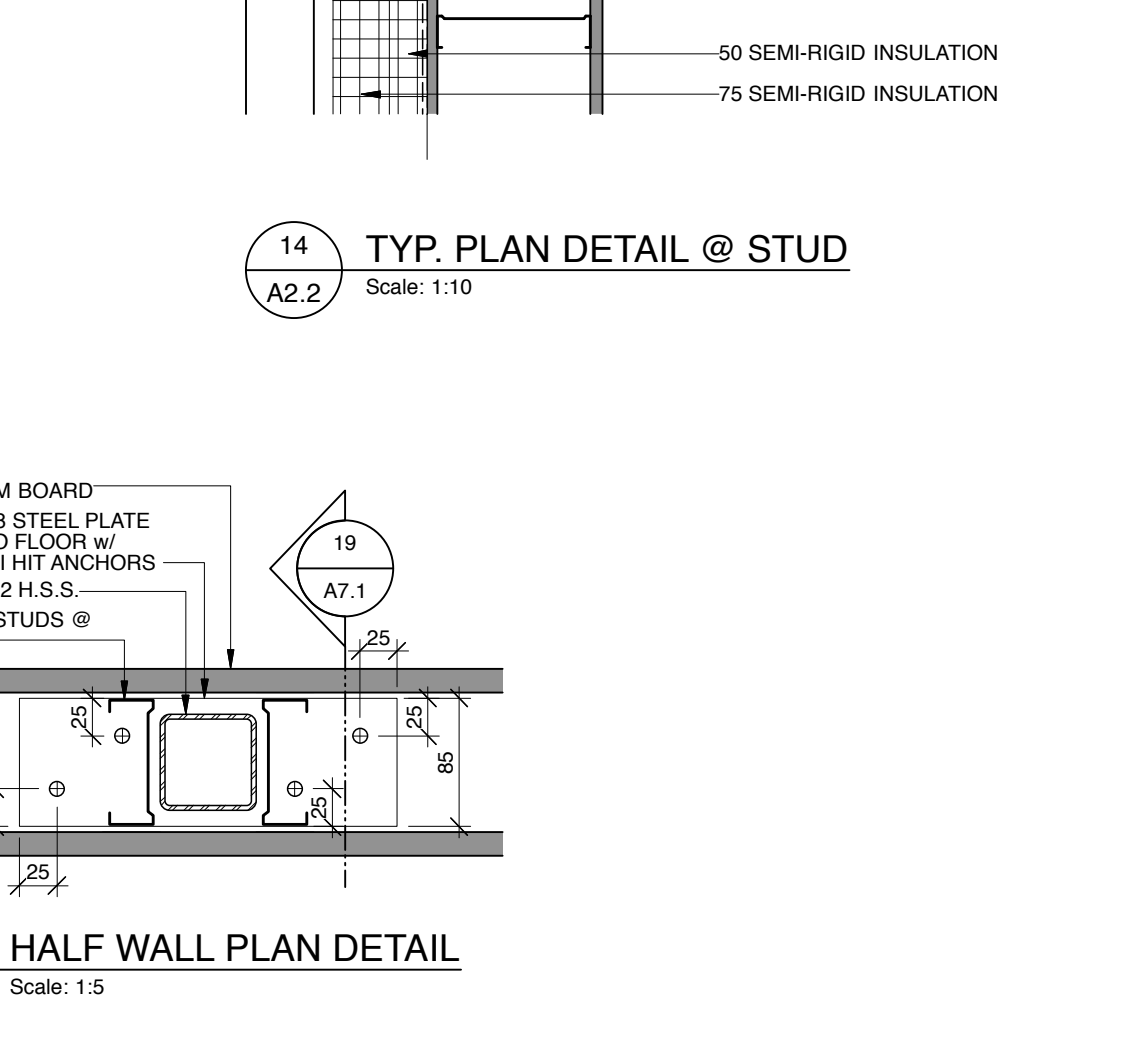 50 SEMI-RIGID INSULATION
75 SEMI-RIGID INSULATION
14
A2.2
TYP. PLAN DETAIL @ STUD
Scale: 1:10
BOARD
STEEL PLATE
FLOOR w/
HIT ANCHORS
2 H.S.S.
STUDS @
19
A7.1
25
25
25
85
25
25
HALF WALL PLAN DETAIL
Scale: 1:5